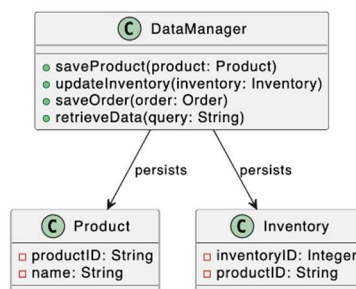 C DataManager
saveProduct(product: Product)
updateInventory(inventory: Inventory)
saveOrder(order: Order)
retrieveData(query: String)
persists persists
C Product C Inventory
productID: String inventoryID: Integer
name: String productID: String